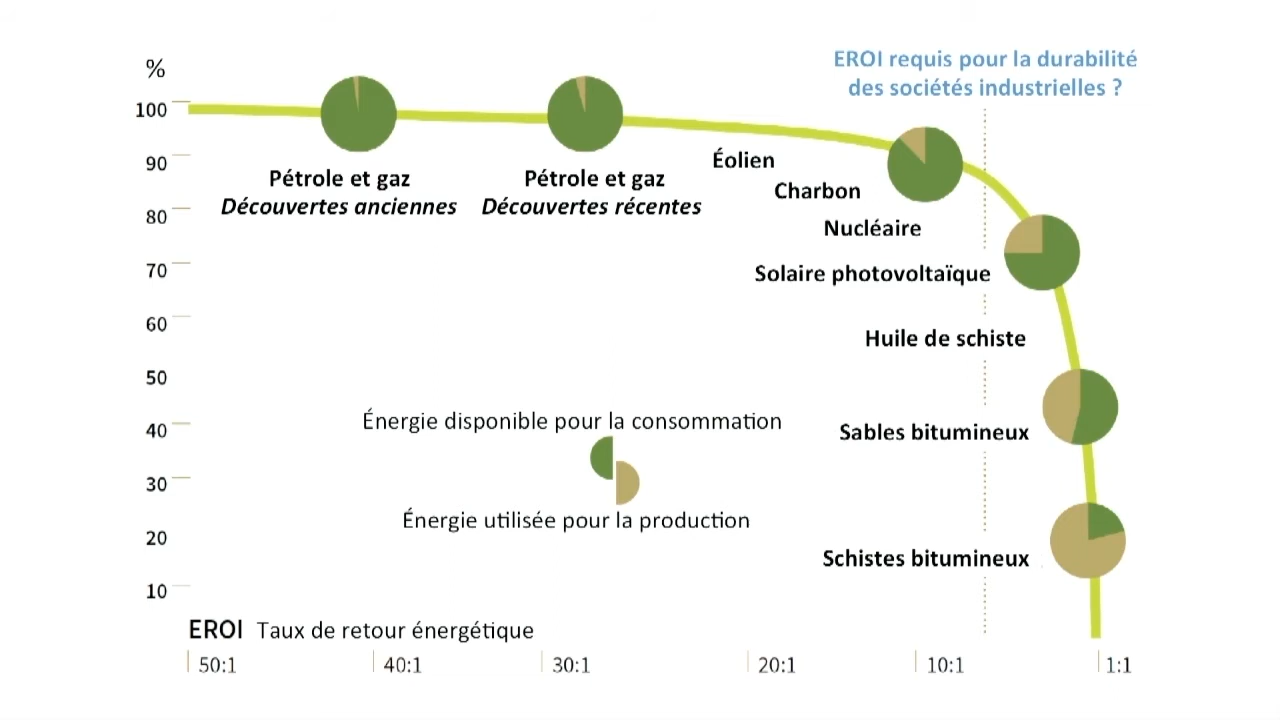 EROI requis pour la durabilité
des sociétés industrielles ?
%
100
90
80
70
60
50
40
30
20
10
Pétrole et gaz
Découvertes anciennes
Pétrole et gaz
Découvertes récentes
Éolien
Charbon
Nucléaire
Solaire photovoltaïque
Huile de schiste
Sables bitumineux
Schistes bitumineux
Énergie disponible pour la consommation
Énergie utilisée pour la production
EROI Taux de retour énergétique
50:1 40:1 30:1 20:1 10:1 1:1